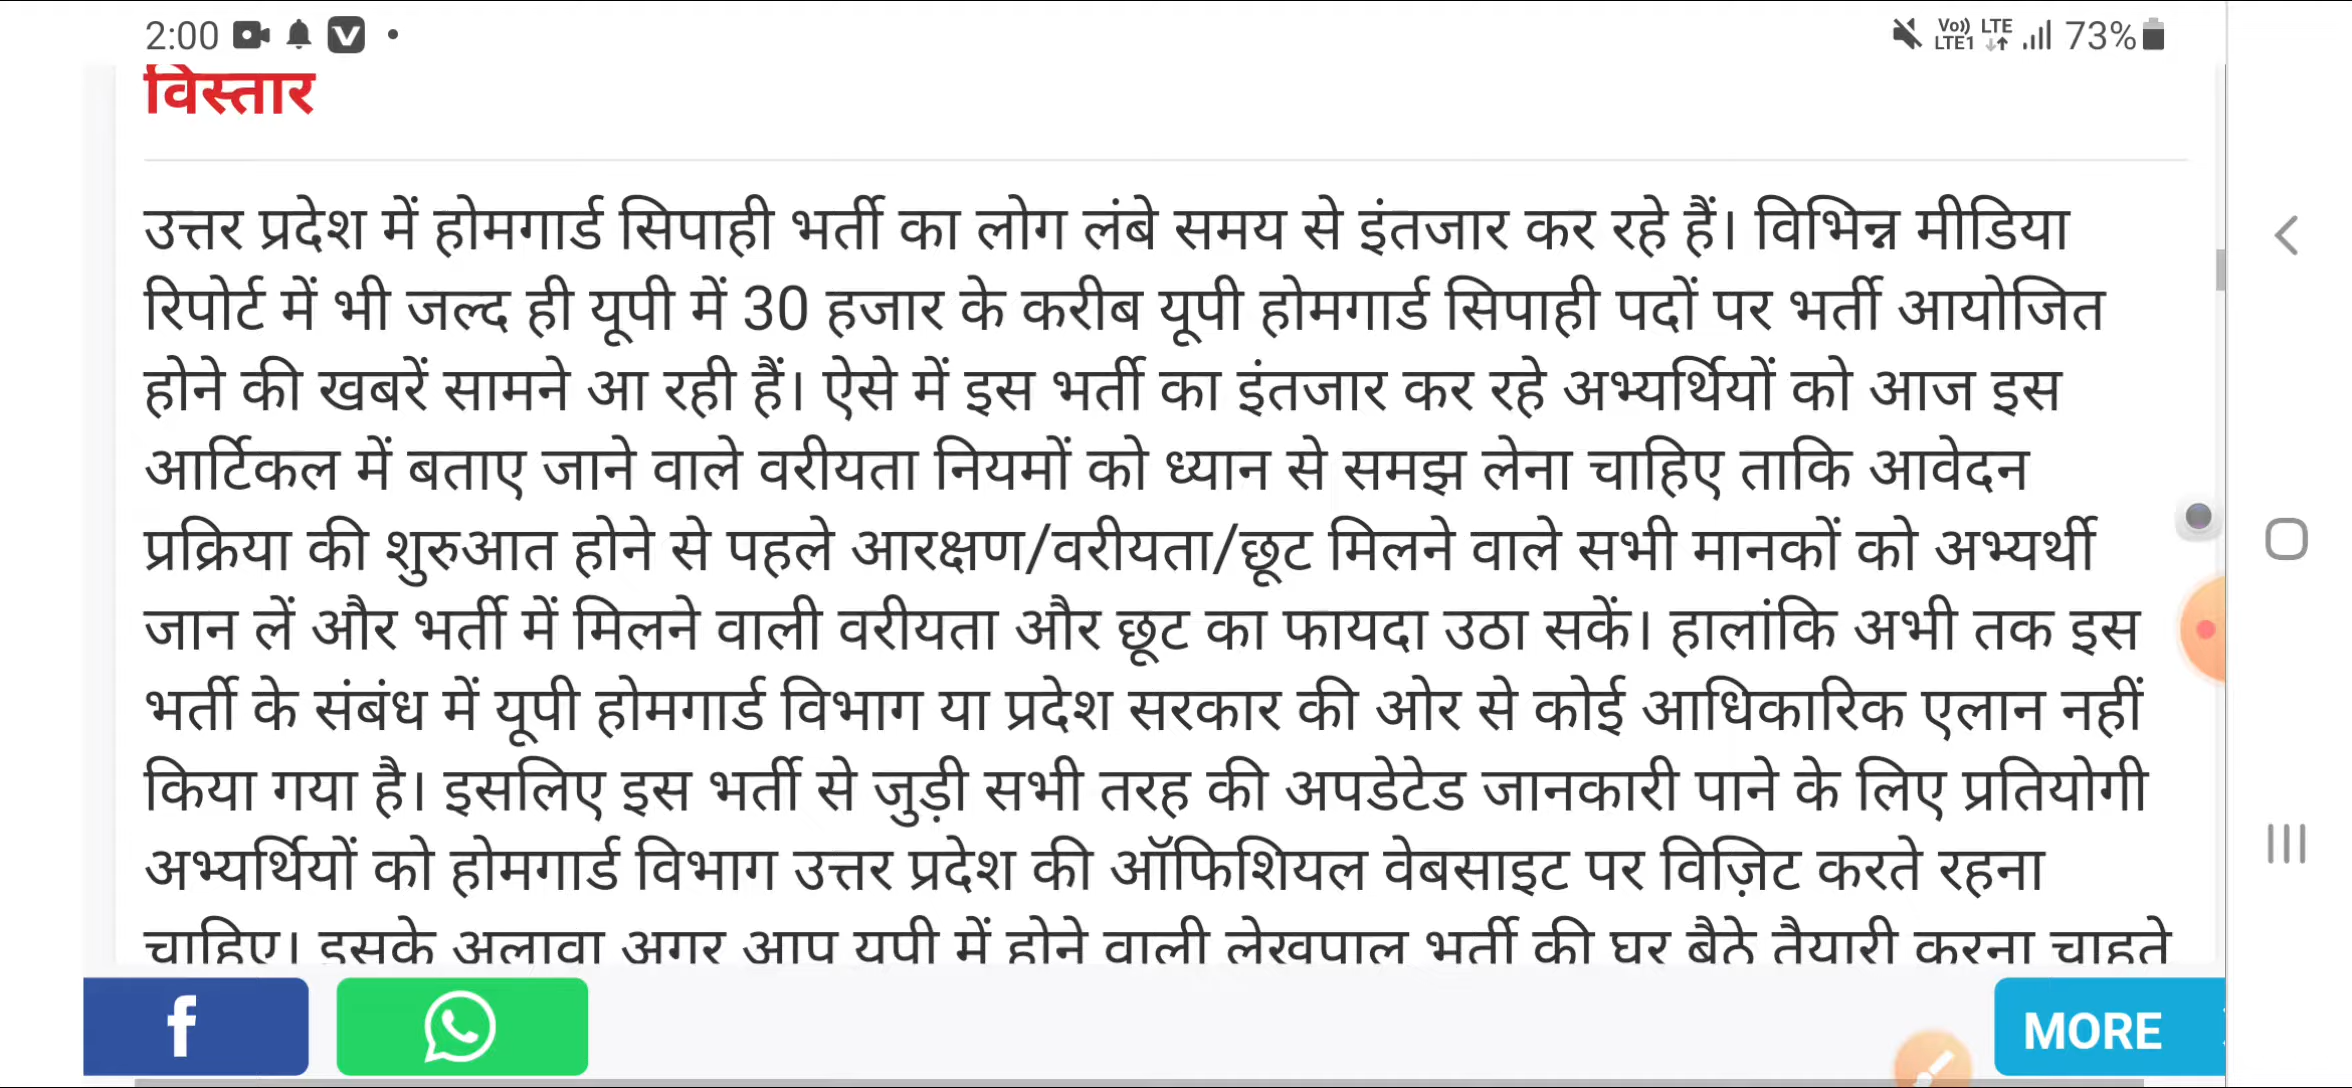 2:00 73%
Vo)) LTE
LTE1
विस्तार
उत्तर प्रदेश में होमगार्ड सिपाही भर्ती का लोग लंबे समय से इंतजार कर रहे हैं। विभिन्न मीडिया
रिपोर्ट में भी जल्द ही यूपी में 30 हजार के करीब यूपी होमगार्ड सिपाही पदों पर भर्ती आयोजित
होने की खबरें सामने आ रही हैं। ऐसे में इस भर्ती का इंतजार कर रहे अभ्यर्थियों को आज इस
आर्टिकल में बताए जाने वाले वरीयता नियमों को ध्यान से समझ लेना चाहिए ताकि आवेदन
प्रक्रिया की शुरुआत होने से पहले आरक्षण/वरीयता/छूट मिलने वाले सभी मानकों को अभ्यर्थी
जान लें और भर्ती में मिलने वाली वरीयता और छूट का फायदा उठा सकें। हालांकि अभी तक इस
भर्ती के संबंध में यूपी होमगार्ड विभाग या प्रदेश सरकार की ओर से कोई आधिकारिक एलान नहीं
किया गया है। इसलिए इस भर्ती से जुड़ी सभी तरह की अपडेटेड जानकारी पाने के लिए प्रतियोगी
अभ्यर्थियों को होमगार्ड विभाग उत्तर प्रदेश की ऑफिशियल वेबसाइट पर विज़िट करते रहना
चाहिए। इसके अलावा अगर आप यूपी में होने वाली लेखपाल भर्ती की घर बैठे तैयारी करना चाहते
MORE